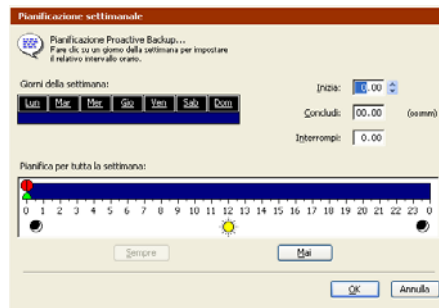 Pianificazione settimanale
Pianificazione Proactive Backup...
Fare clic su un giorno della settimana per impostare
il relativo intervallo orario.
Giorni della settimana:
Lun Mar Mer Gio Ven Sab Dom
Inizia: 0.00
Concludi: 00.00 (oomm)
Interrompi: 0.00
Pianifica per tutta la settimana:
0 1 2 3 4 5 6 7 8 9 10 11 12 13 14 15 16 17 18 19 20 21 22 23 0
Sempre Mai
OK Annulla